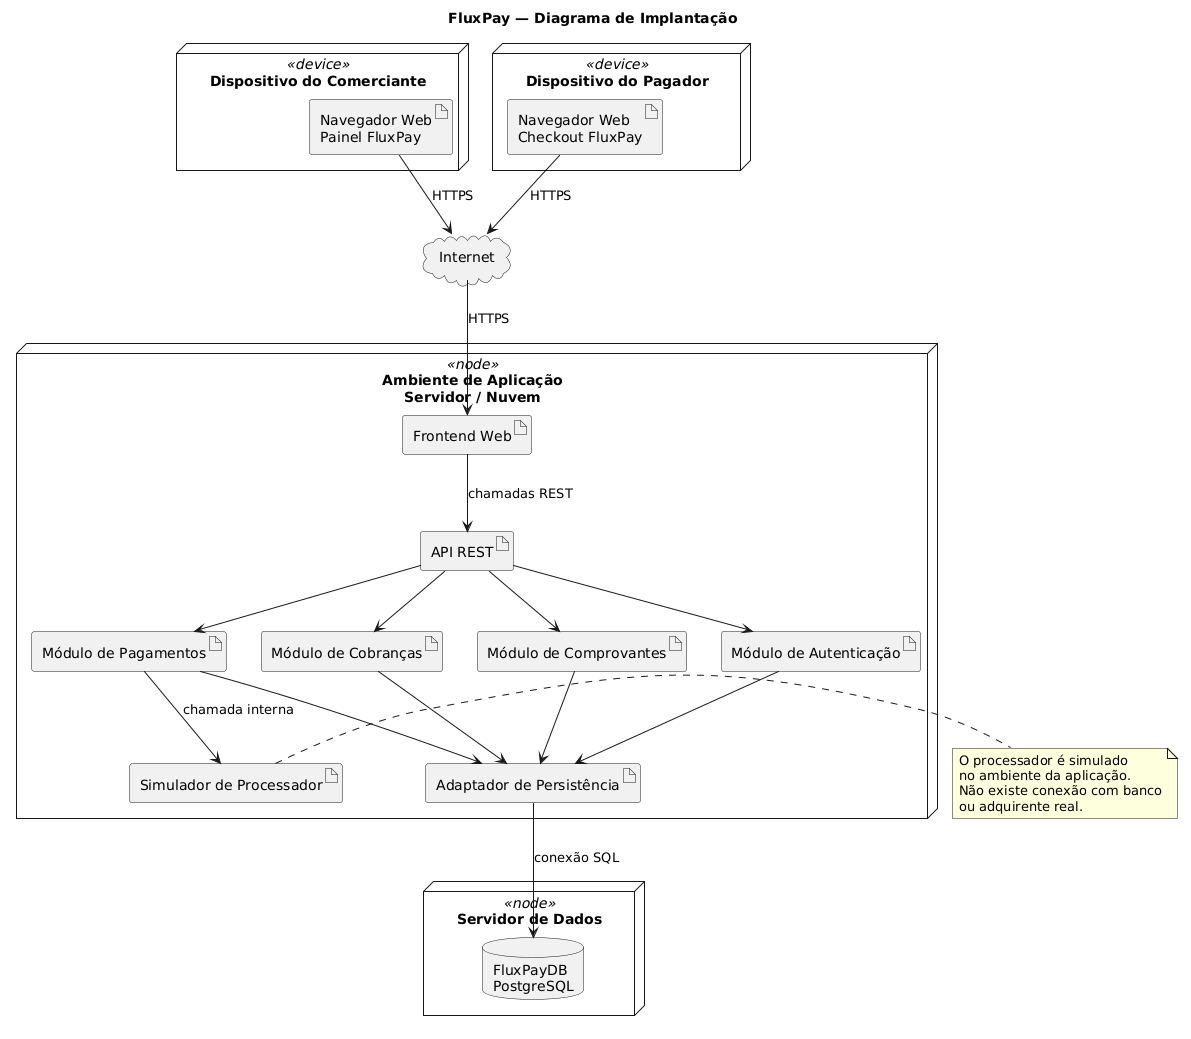 FluxPay — Diagrama de Implantação
«device»
Dispositivo do Comerciante
Navegador Web
Painel FluxPay
«device»
Dispositivo do Pagador
Navegador Web
Checkout FluxPay
HTTPS
HTTPS
Internet
HTTPS
«node»
Ambiente de Aplicação
Servidor / Nuvem
Frontend Web
chamadas REST
API REST
Módulo de Pagamentos
Módulo de Cobranças
Módulo de Comprovantes
Módulo de Autenticação
chamada interna
Simulador de Processador
Adaptador de Persistência
O processador é simulado
no ambiente da aplicação.
Não existe conexão com banco
ou adquirente real.
conexão SQL
«node»
Servidor de Dados
FluxPayDB
PostgreSQL